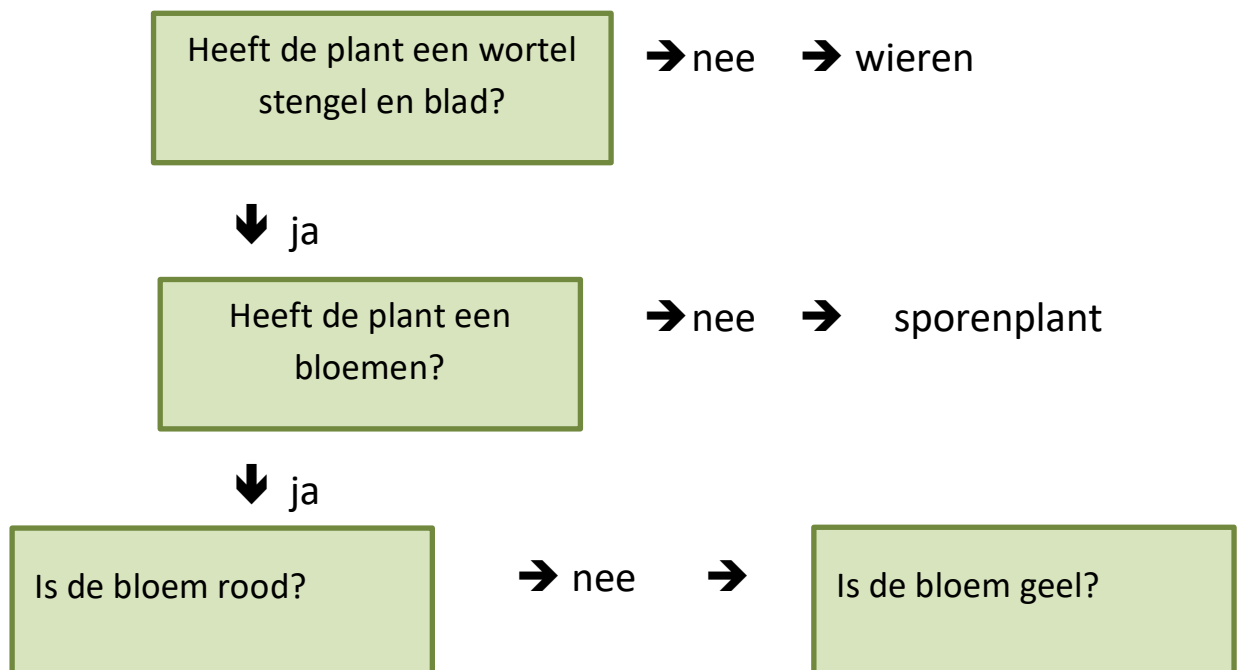 Heeft de plant een wortel ➔ nee ➔ wieren
stengel en blad?
ja
Heeft de plant een ➔ nee ➔ sporenplant
bloemen?
ja
Is de bloem rood? ➔ nee ➔ Is de bloem geel?